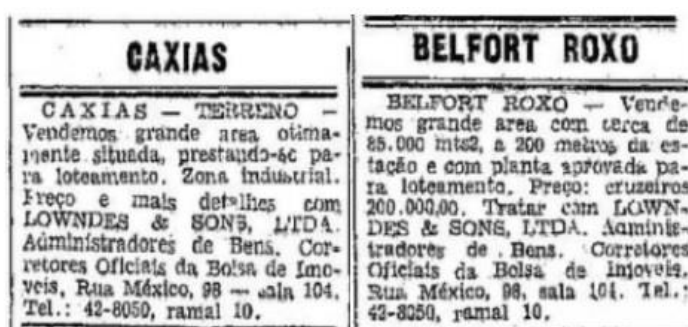 CAXIAS
CAXIAS — TERRENO —
Vendemos grande area otima-
mente situada, prestando-se pa-
ra loteamento. Zona industrial.
Preço e mais detalhes com
LOWNDES & SONS, LTDA.
Administradores de Bens. Cor-
retores Oficiais da Bolsa de Imo-
veis, Rua México, 98 — sala 104.
Tel.: 42-8050, ramal 10.
BELFORT ROXO
BELFORT ROXO — Vende-
mos grande area com cerca de
85.000 mts2, a 200 metros da es-
tação e com planta aprovada pa-
ra loteamento. Preço: cruzeiros
200.000,00. Tratar com LOWN-
DES & SONS, LTDA. Adminis-
tradores de Bens. Corretores
Oficiais da Bolsa de Imoveis.
Rua México, 98, sala 104. Tel.:
42-8050, ramal 10.